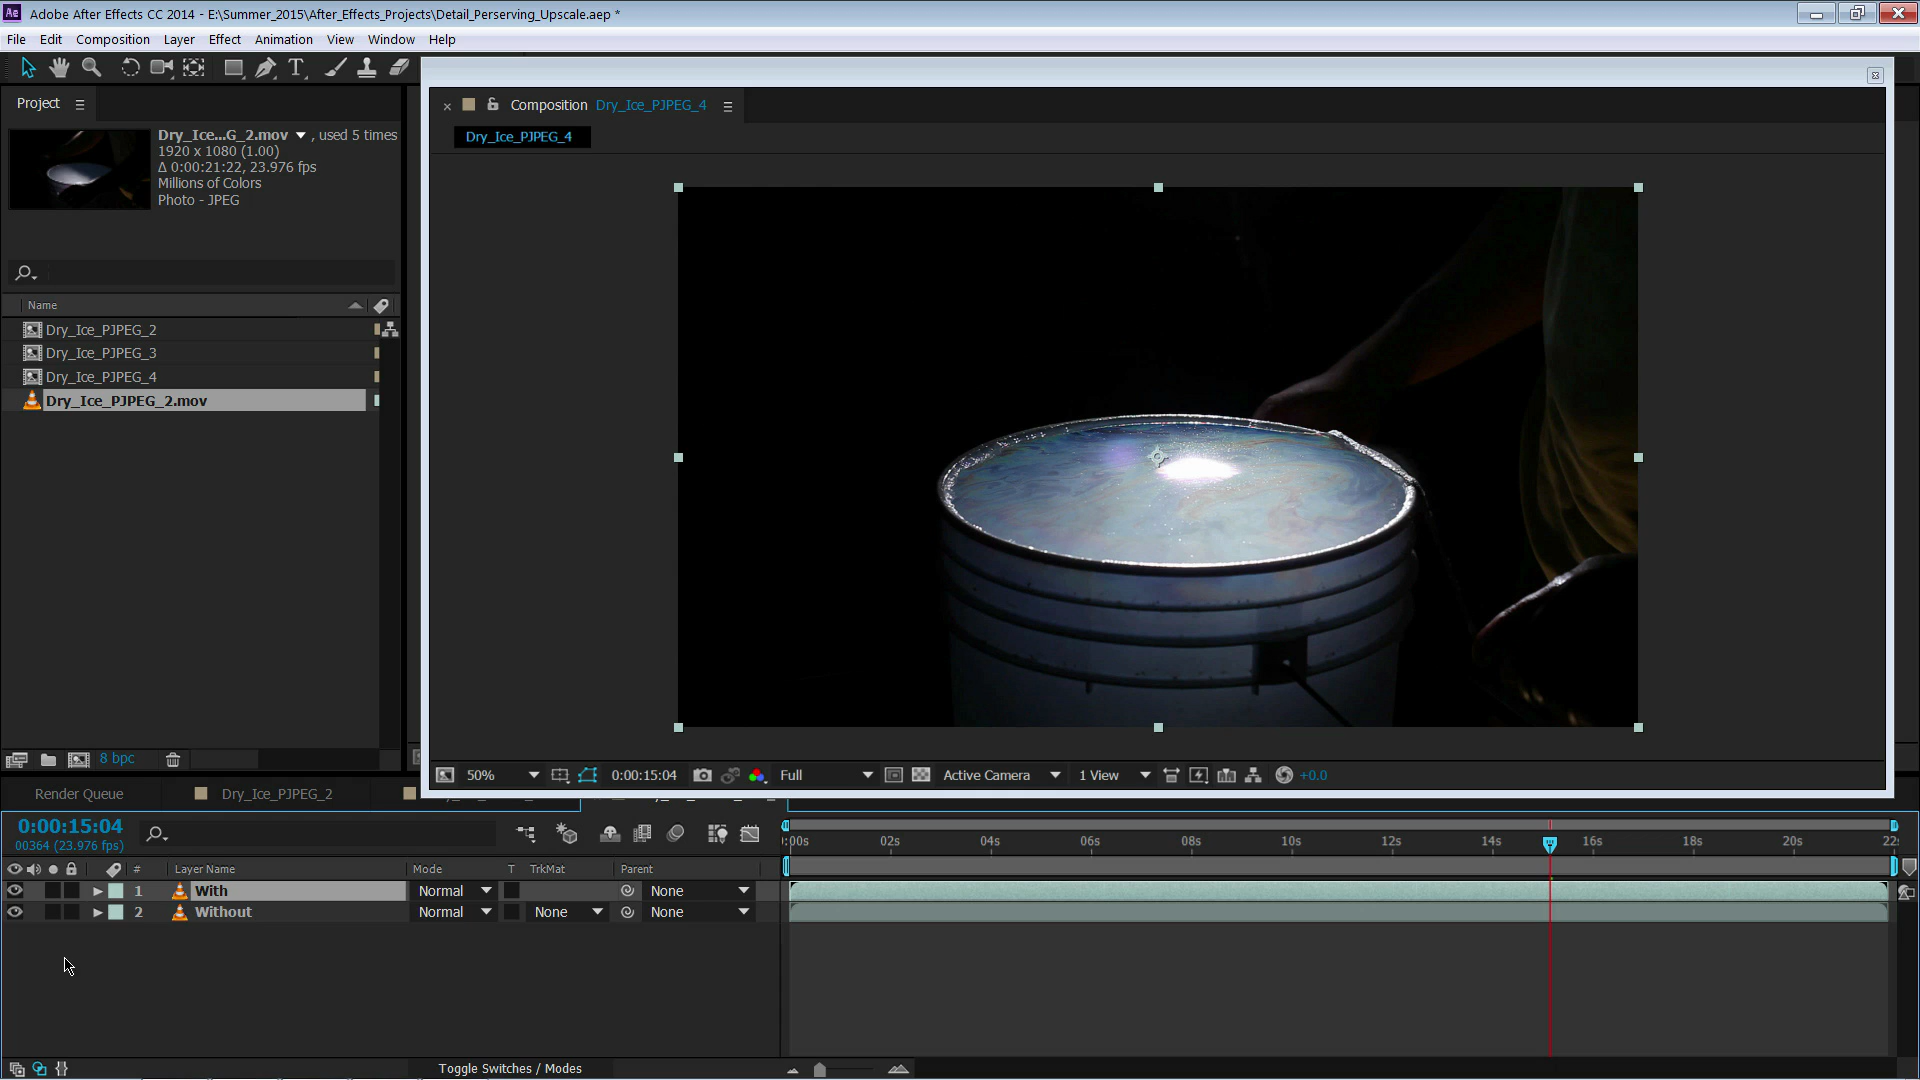 Adobe After Effects CC 2014 - E:\Summer_2015\After_Effects_Projects\Detail_Perserving_Upscale.aep *
File Edit Composition Layer Effect Animation View Window Help
Project
Dry_Ice...G_2.mov , used 5 times
1920 x 1080 (1.00)
Δ 0:00:21:22, 23.976 fps
Millions of Colors
Photo - JPEG
Composition Dry_Ice_PJPEG_4
Dry_Ice_PJPEG_4
Name
Dry_Ice_PJPEG_2
Dry_Ice_PJPEG_3
Dry_Ice_PJPEG_4
Dry_Ice_PJPEG_2.mov
8 bpc
50% 0:00:15:04 Full Active Camera 1 View +0.0
Render Queue Dry_Ice_PJPEG_2
0:00:15:04
00364 (23.976 fps)
:00s 02s 04s 06s 08s 10s 12s 14s 16s 18s 20s 22s
# Layer Name Mode T TrkMat Parent
1 With Normal None
2 Without Normal None None
Toggle Switches / Modes